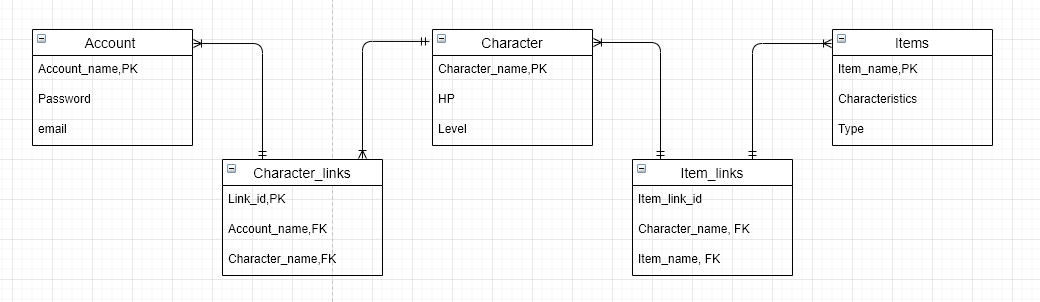 Account
Account_name,PK
Password
email
Character_links
Link_id,PK
Account_name,FK
Character_name,FK
Character
Character_name,PK
HP
Level
Item_links
Item_link_id
Character_name, FK
Item_name, FK
Items
Item_name,PK
Characteristics
Type